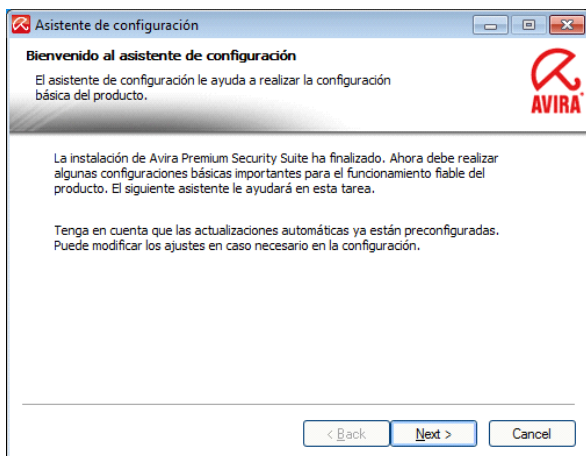 Asistente de configuración
Bienvenido al asistente de configuración
El asistente de configuración le ayuda a realizar la configuración
básica del producto.
AVIRA
La instalación de Avira Premium Security Suite ha finalizado. Ahora debe realizar
algunas configuraciones básicas importantes para el funcionamiento fiable del
producto. El siguiente asistente le ayudará en esta tarea.
Tenga en cuenta que las actualizaciones automáticas ya están preconfiguradas.
Puede modificar los ajustes en caso necesario en la configuración.
< Back Next > Cancel